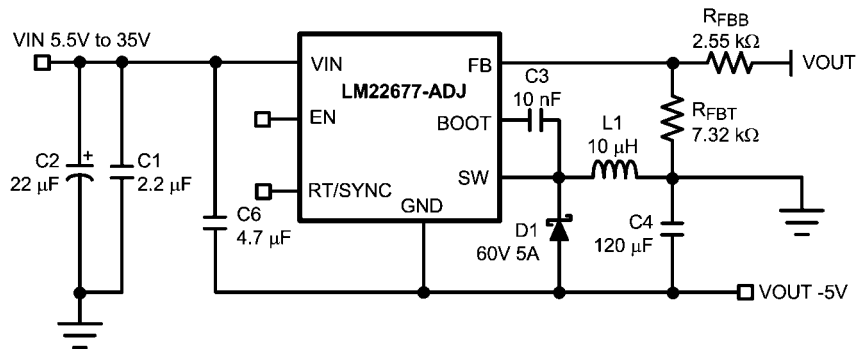 VIN 5.5V to 35V
VIN
FB
LM22677-ADJ
EN
BOOT
RT/SYNC
SW
GND
C3
10 nF
RFBB
2.55 kΩ
VOUT
RFBT
7.32 kΩ
L1
10 μH
C2
+
22 μF
C1
2.2 μF
C6
4.7 μF
D1
60V 5A
C4
120 μF
VOUT -5V